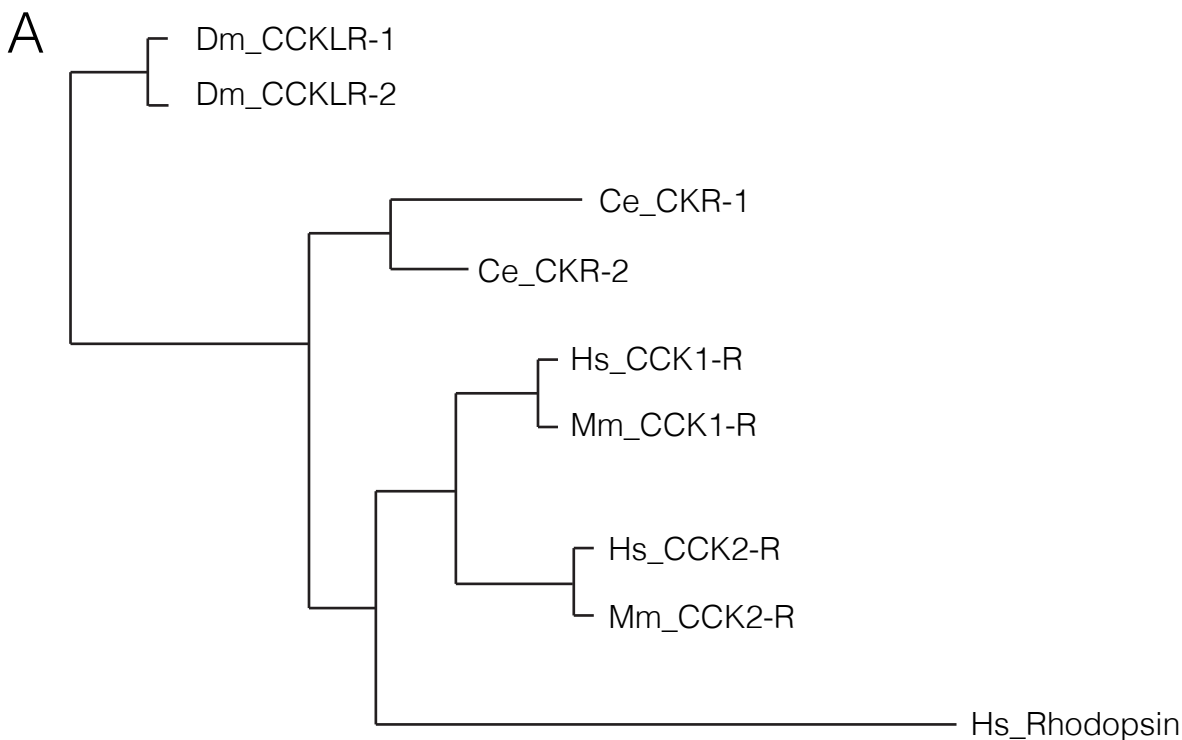 A
Dm_CCKLR-1
Dm_CCKLR-2
Ce_CKR-1
Ce_CKR-2
Hs_CCK1-R
Mm_CCK1-R
Hs_CCK2-R
Mm_CCK2-R
Hs_Rhodopsin